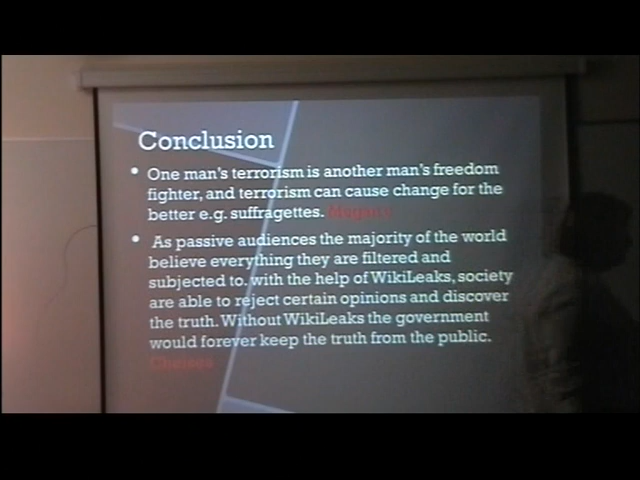 Conclusion
• One man's terrorism is another man's freedom
fighter, and terrorism can cause change for the
better e.g. suffragettes.
• As passive audiences the majority of the world
believe everything they are filtered and
subjected to. with the help of WikiLeaks, society
are able to reject certain opinions and discover
the truth. Without WikiLeaks the government
would forever keep the truth from the public.
Chelsea